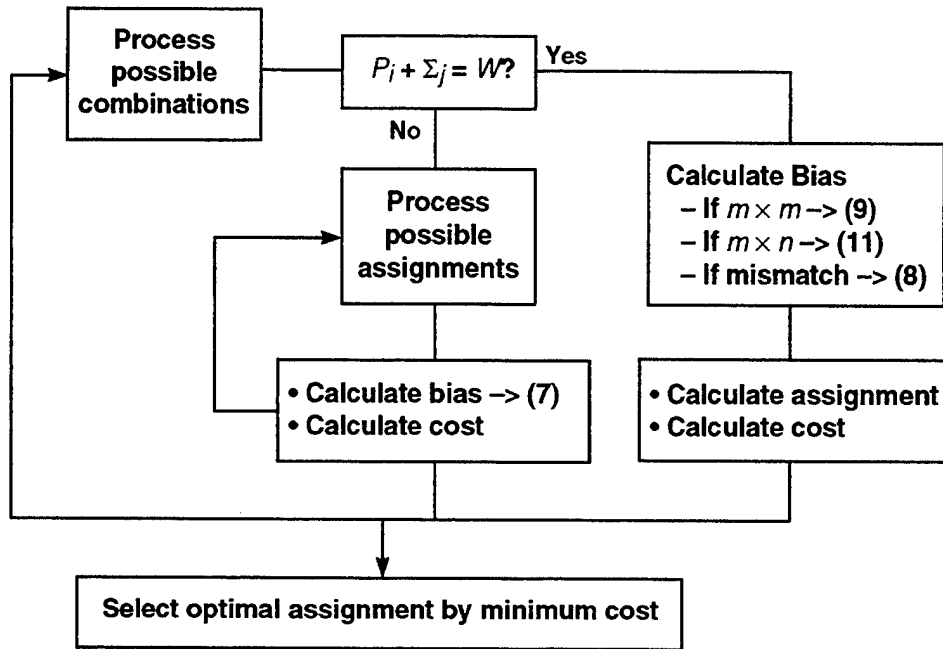 Process
possible
combinations
P_i + Σ_j = W?
Yes
No
Process
possible
assignments
Calculate Bias
– If m × m –> (9)
– If m × n –> (11)
– If mismatch –> (8)
• Calculate bias –> (7)
• Calculate cost
• Calculate assignment
• Calculate cost
Select optimal assignment by minimum cost